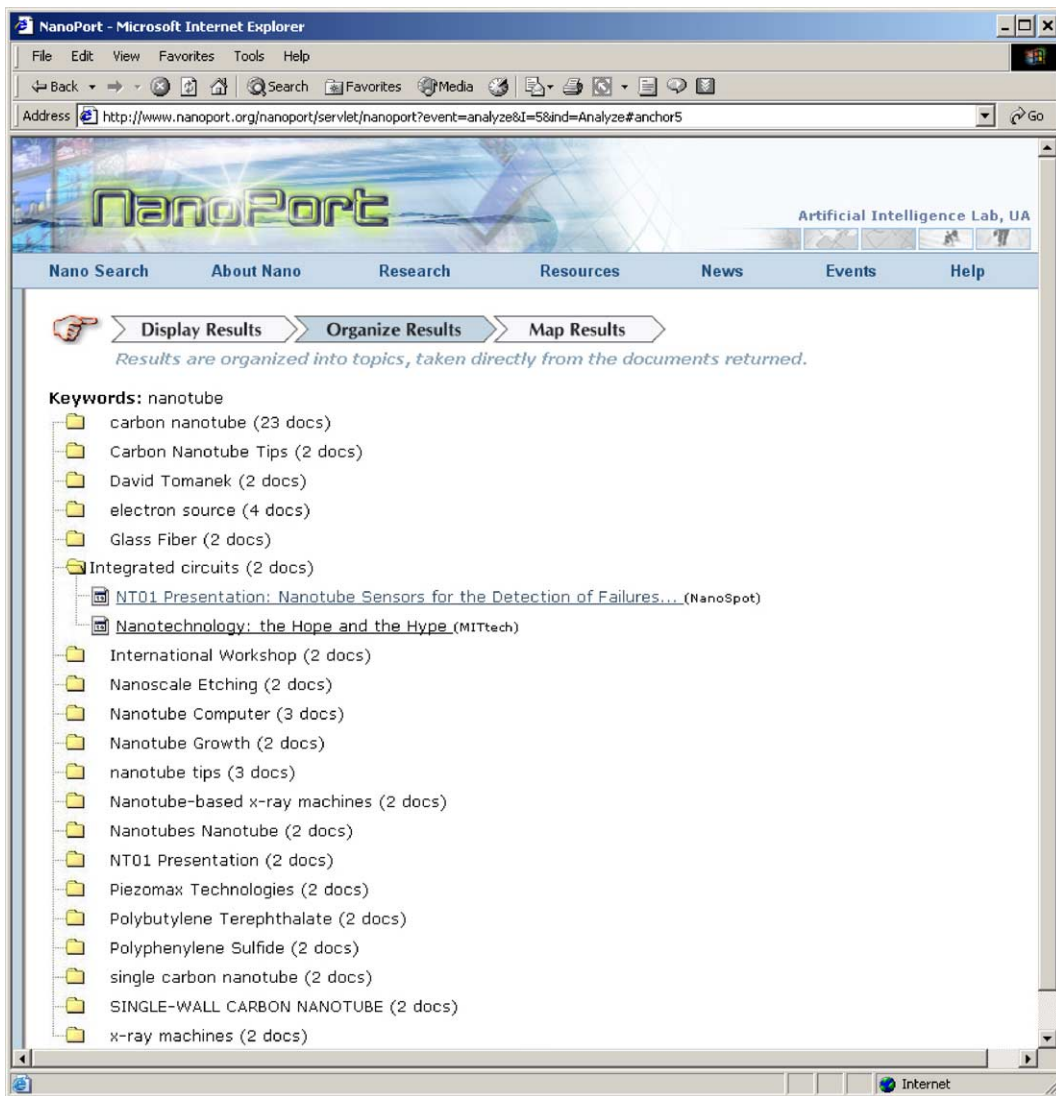 NanoPort - Microsoft Internet Explorer
File Edit View Favorites Tools Help
Back Search Favorites Media
Address http://www.nanoport.org/nanoport/servlet/nanoport?event=analyze&I=5&ind=Analyze#anchor5 Go
NanoPort
Artificial Intelligence Lab, UA
Nano Search About Nano Research Resources News Events Help
Display Results Organize Results Map Results
Results are organized into topics, taken directly from the documents returned.
Keywords: nanotube
carbon nanotube (23 docs)
Carbon Nanotube Tips (2 docs)
David Tomanek (2 docs)
electron source (4 docs)
Glass Fiber (2 docs)
Integrated circuits (2 docs)
NT01 Presentation: Nanotube Sensors for the Detection of Failures... (NanoSpot)
Nanotechnology: the Hope and the Hype (MITtech)
International Workshop (2 docs)
Nanoscale Etching (2 docs)
Nanotube Computer (3 docs)
Nanotube Growth (2 docs)
nanotube tips (3 docs)
Nanotube-based x-ray machines (2 docs)
Nanotubes Nanotube (2 docs)
NT01 Presentation (2 docs)
Piezomax Technologies (2 docs)
Polybutylene Terephthalate (2 docs)
Polyphenylene Sulfide (2 docs)
single carbon nanotube (2 docs)
SINGLE-WALL CARBON NANOTUBE (2 docs)
x-ray machines (2 docs)
Internet